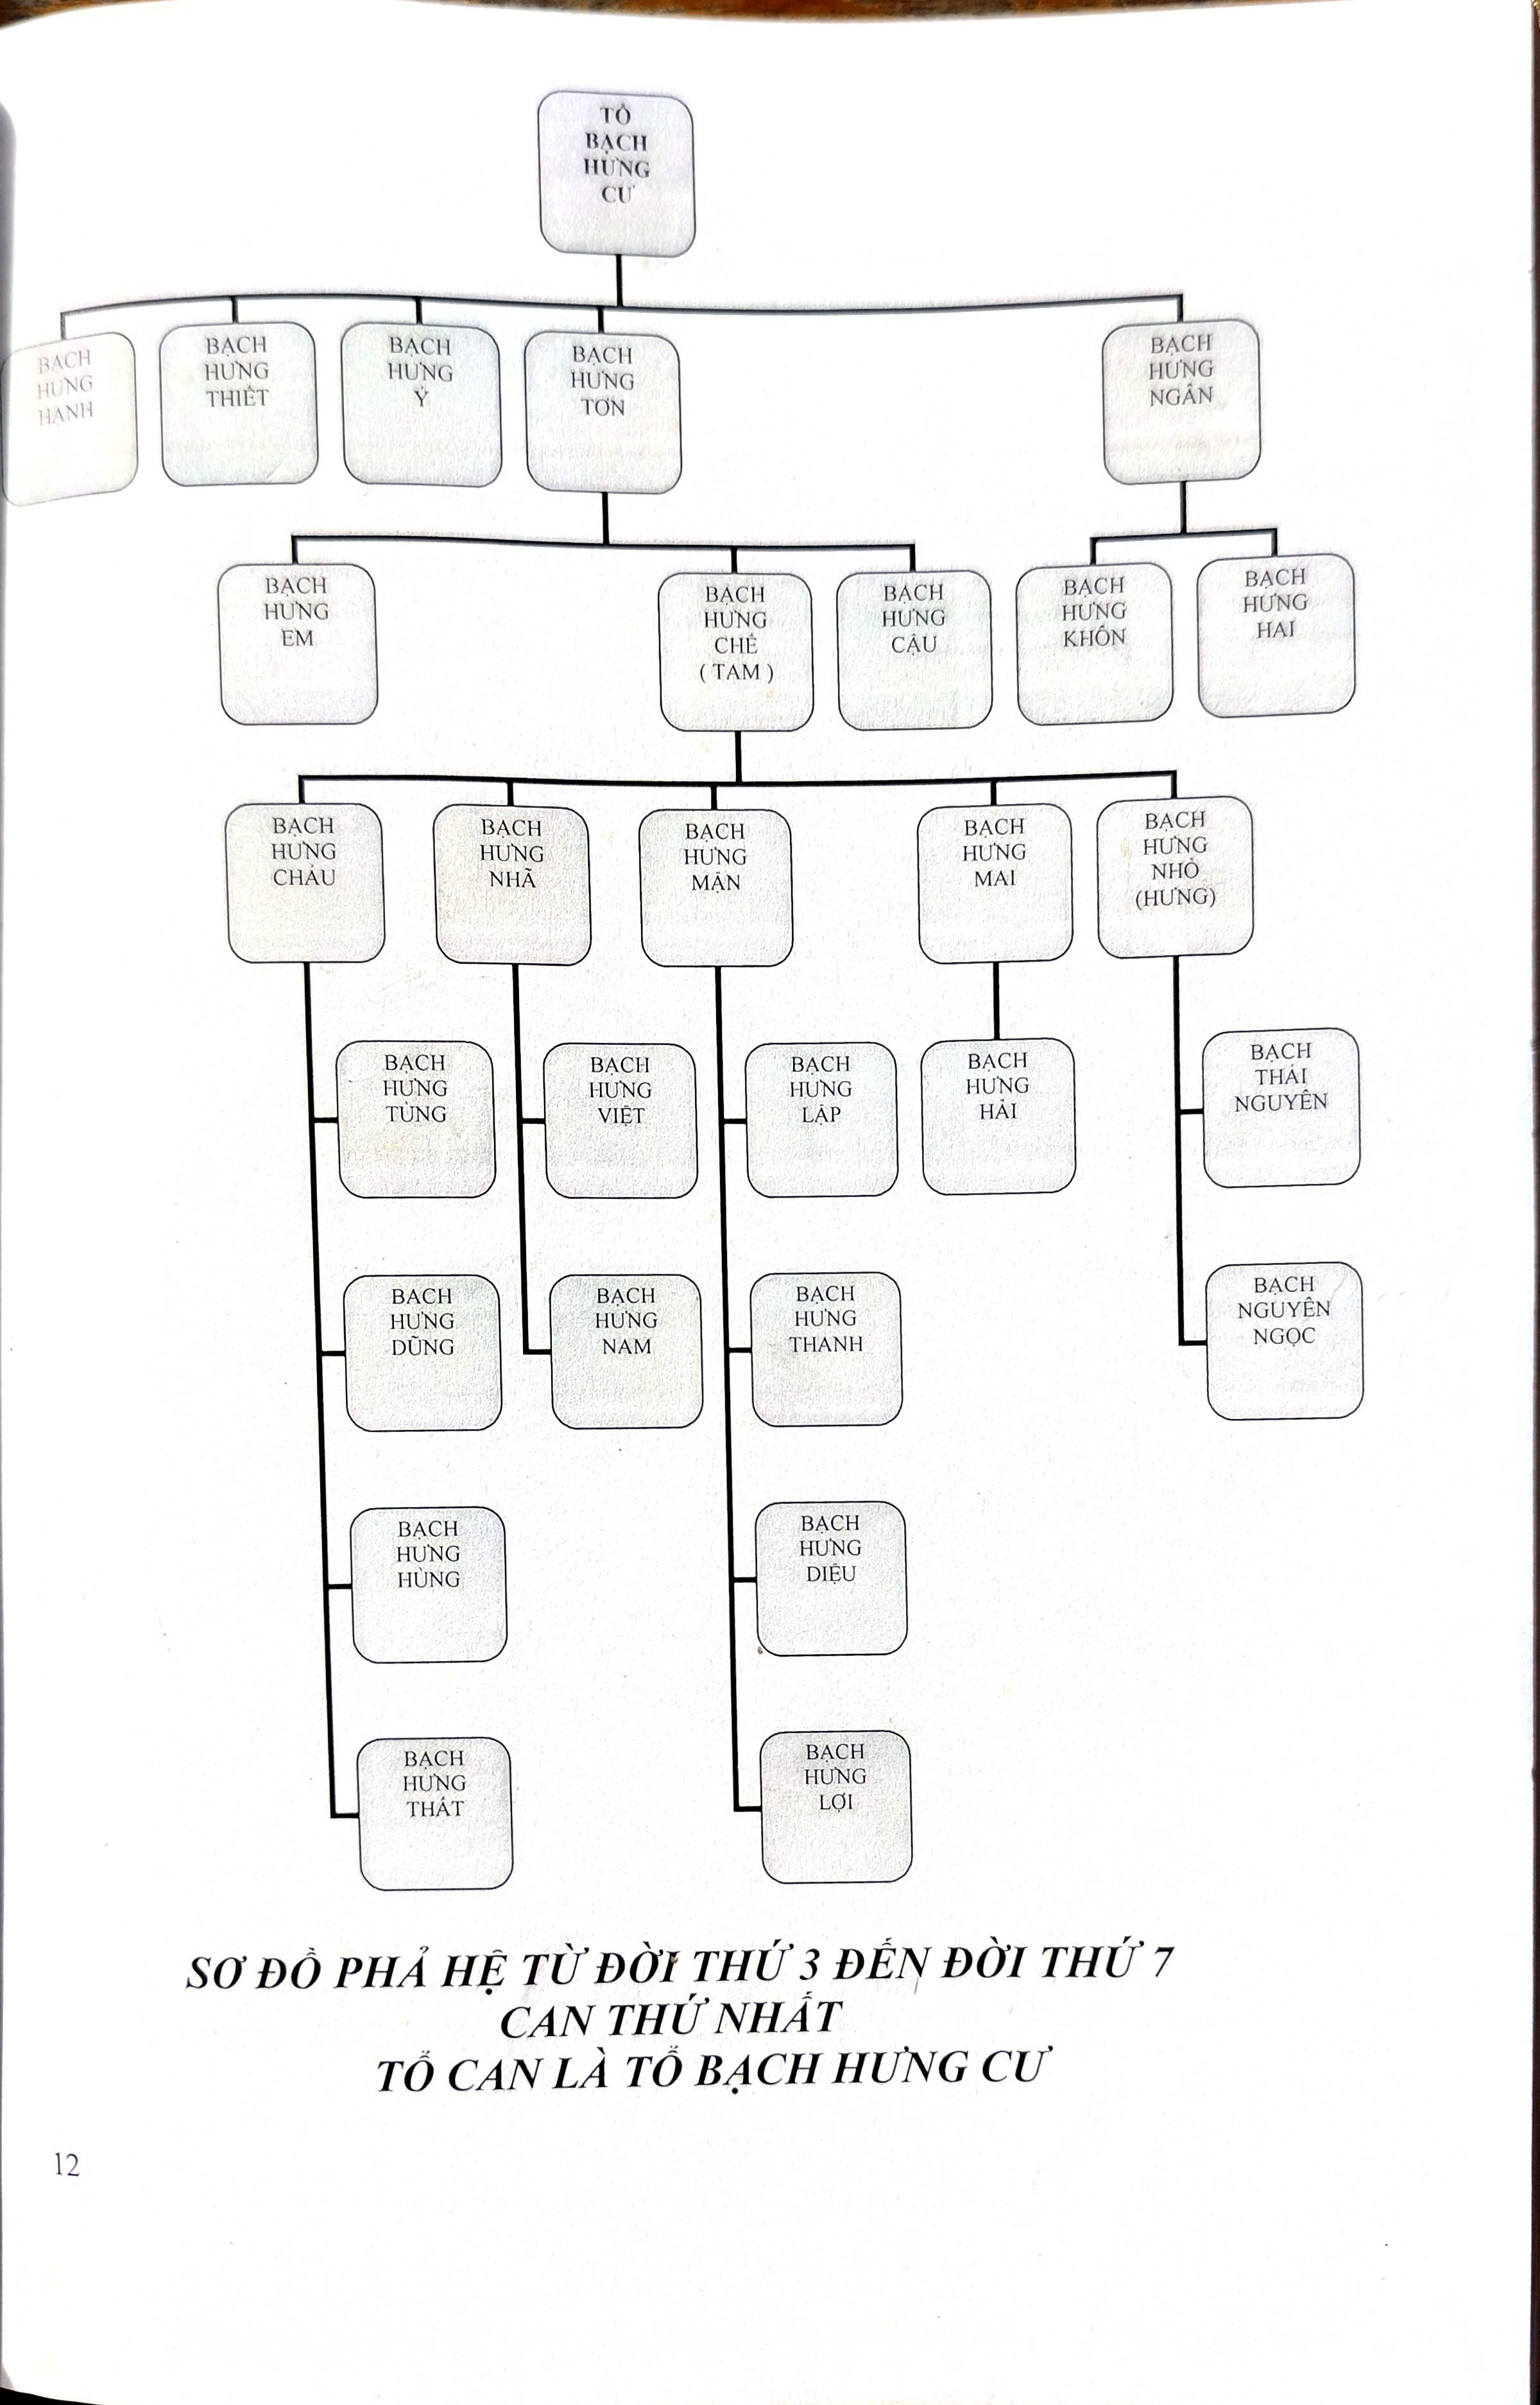 TỔ
BẠCH
HƯNG
CƯ
BẠCH
HƯNG
HẠNH
BẠCH
HƯNG
THIẾT
BẠCH
HƯNG
Ý
BẠCH
HƯNG
TƠN
BẠCH
HƯNG
NGÂN
BẠCH
HƯNG
EM
BẠCH
HƯNG
CHẾ
( TAM )
BẠCH
HƯNG
CẬU
BẠCH
HƯNG
KHÔN
BẠCH
HƯNG
HAI
BẠCH
HƯNG
CHÂU
BẠCH
HƯNG
NHÃ
BẠCH
HƯNG
MẬN
BẠCH
HƯNG
MAI
BẠCH
HƯNG
NHỎ
(HƯNG)
BẠCH
HƯNG
TÙNG
BẠCH
HƯNG
VIỆT
BẠCH
HƯNG
LẬP
BẠCH
HƯNG
HẢI
BẠCH
THÁI
NGUYÊN
BẠCH
HƯNG
DŨNG
BẠCH
HƯNG
NAM
BẠCH
HƯNG
THANH
BẠCH
NGUYÊN
NGỌC
BẠCH
HƯNG
HÙNG
BẠCH
HƯNG
DIỆU
BẠCH
HƯNG
THẤT
BẠCH
HƯNG
LỢI
SƠ ĐỒ PHẢ HỆ TỪ ĐỜI THỨ 3 ĐẾN ĐỜI THỨ 7
CAN THỨ NHẤT
TỔ CAN LÀ TỔ BẠCH HƯNG CƯ
12